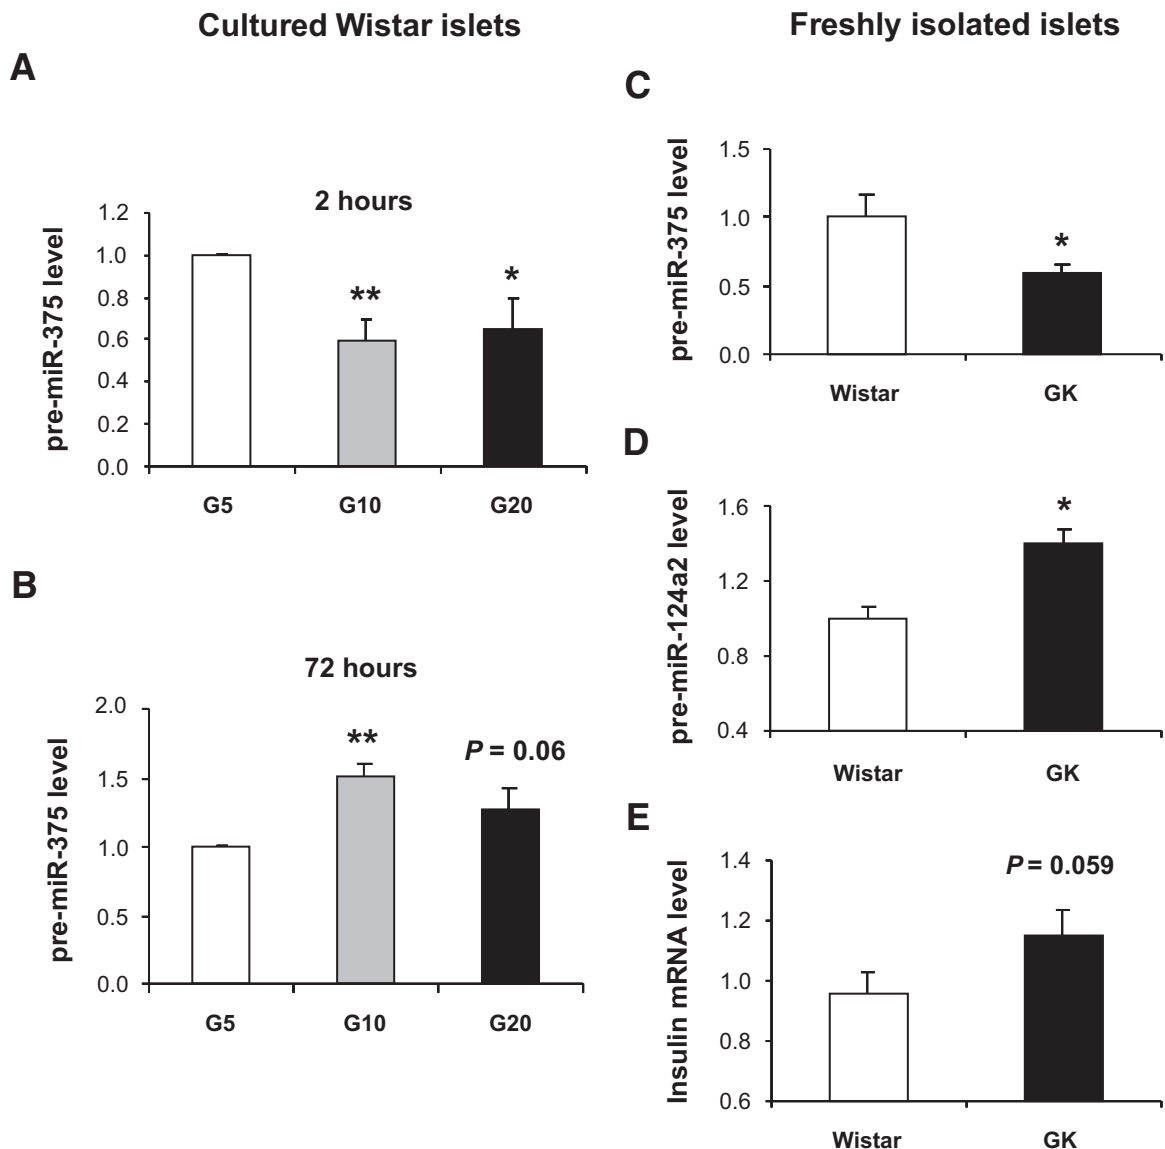 Cultured Wistar islets
A
2 hours
pre-miR-375 level
1.2
1.0
0.8
0.6
0.4
0.2
0.0
**
*
G5 G10 G20
B
72 hours
pre-miR-375 level
2.0
1.5
1.0
0.5
0.0
**
P = 0.06
G5 G10 G20
Freshly isolated islets
C
pre-miR-375 level
1.5
1.0
0.5
0.0
*
Wistar GK
D
pre-miR-124a2 level
1.6
1.2
0.8
0.4
*
Wistar GK
E
Insulin mRNA level
1.4
1.2
1.0
0.8
0.6
P = 0.059
Wistar GK